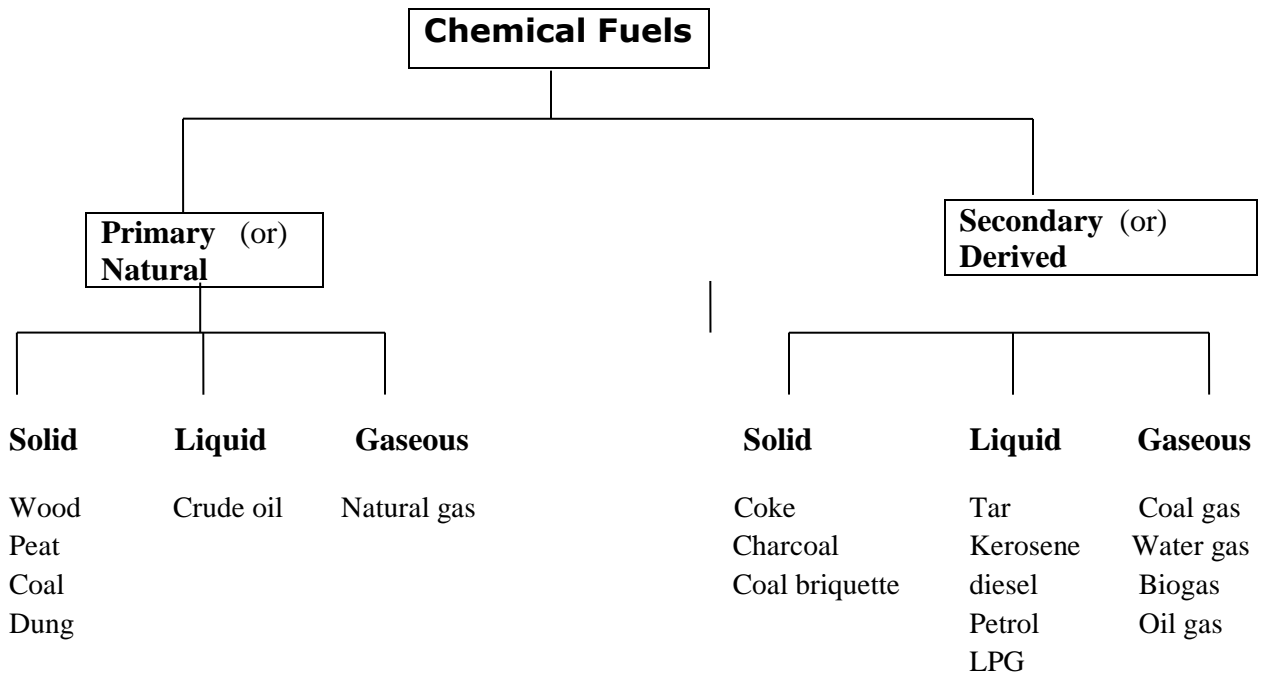 Chemical Fuels
Primary (or)
Natural
Secondary (or)
Derived
Solid Liquid Gaseous Solid Liquid Gaseous
Wood Crude oil Natural gas Coke Tar Coal gas
Peat Charcoal Kerosene Water gas
Coal Coal briquette diesel Biogas
Dung Petrol Oil gas
LPG